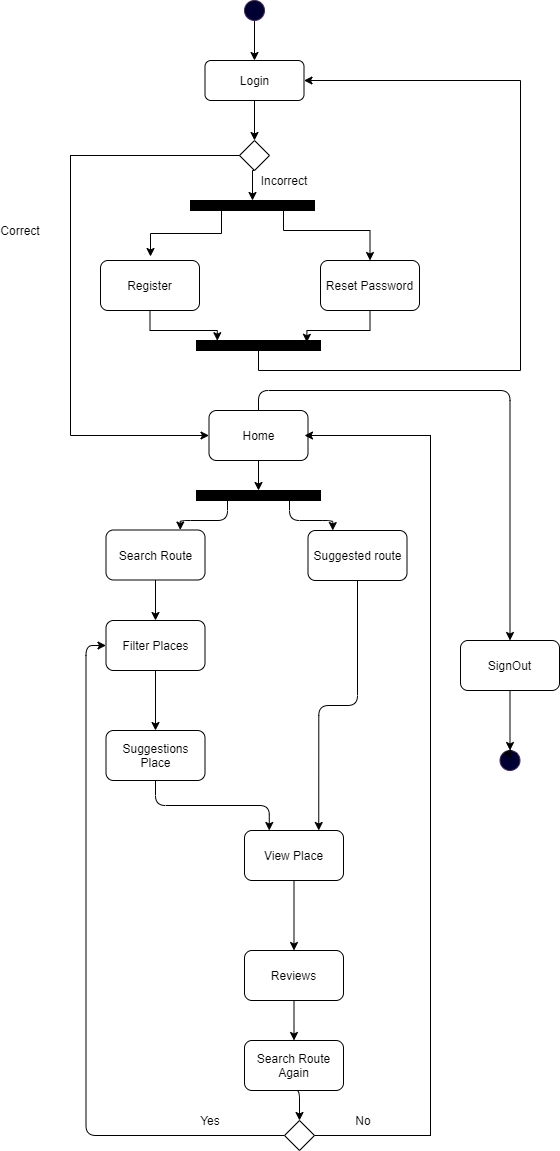 Login
Incorrect
Correct
Register
Reset Password
Home
Search Route
Suggested route
Filter Places
SignOut
Suggestions
Place
View Place
Reviews
Search Route
Again
Yes
No